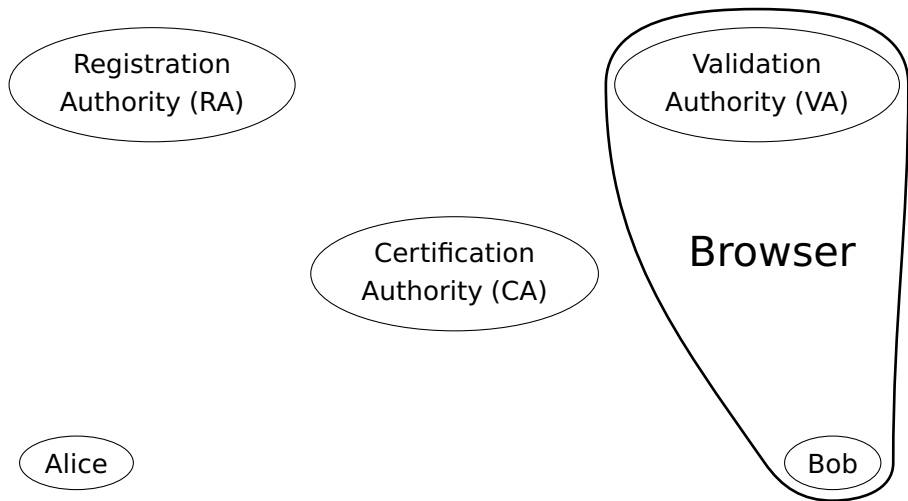 Registration
Authority (RA)
Validation
Authority (VA)
Certification
Authority (CA)
Browser
Alice
Bob